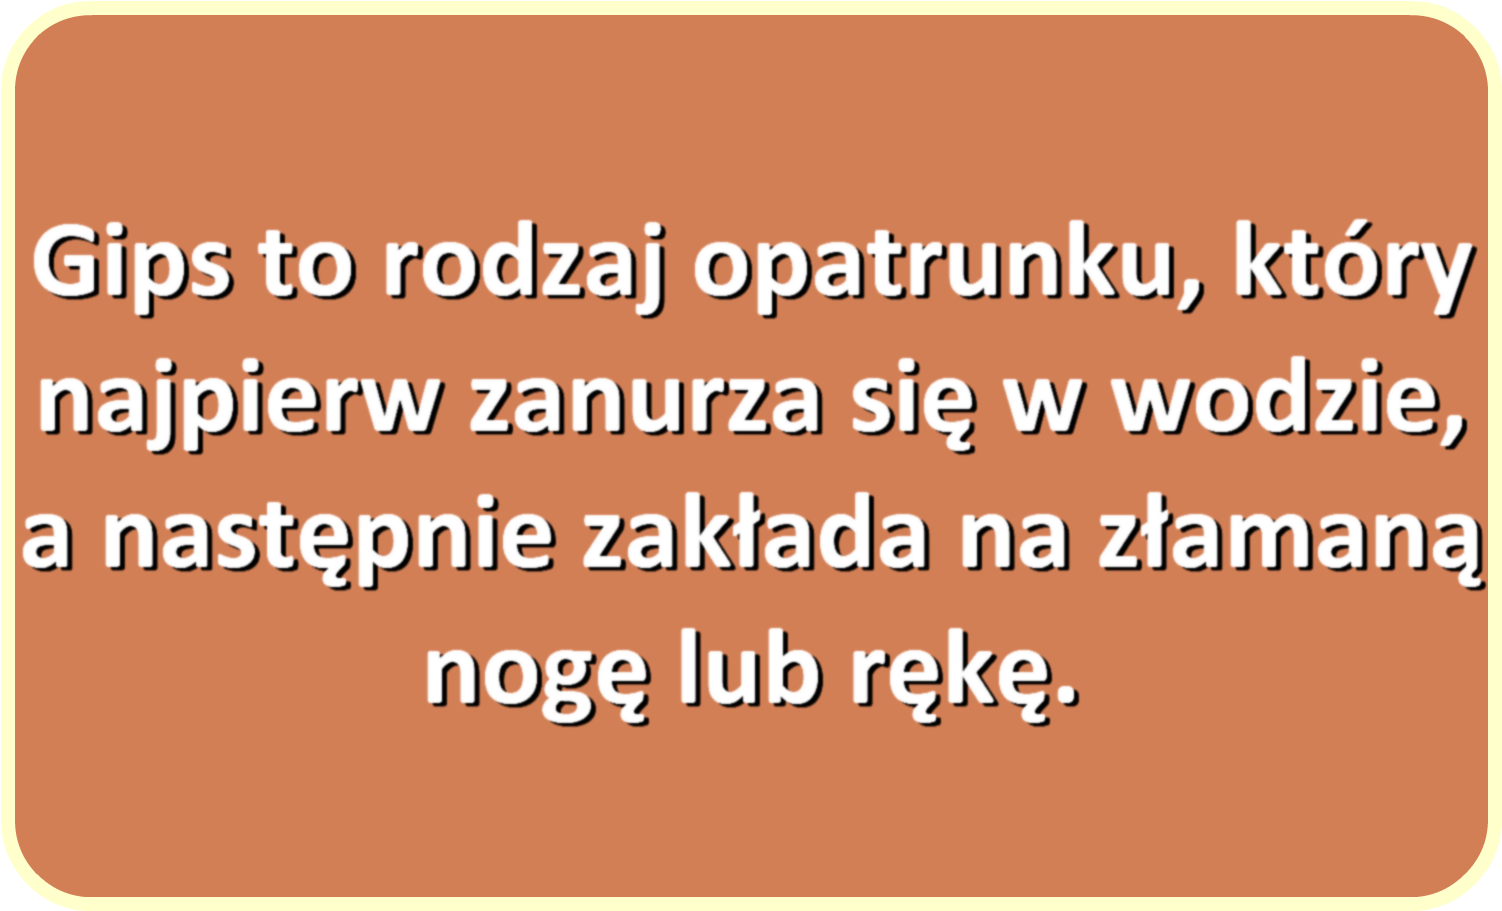 Gips to rodzaj opatrunku, który
najpierw zanurza się w wodzie,
a następnie zakłada na złamaną
nogę lub rękę.